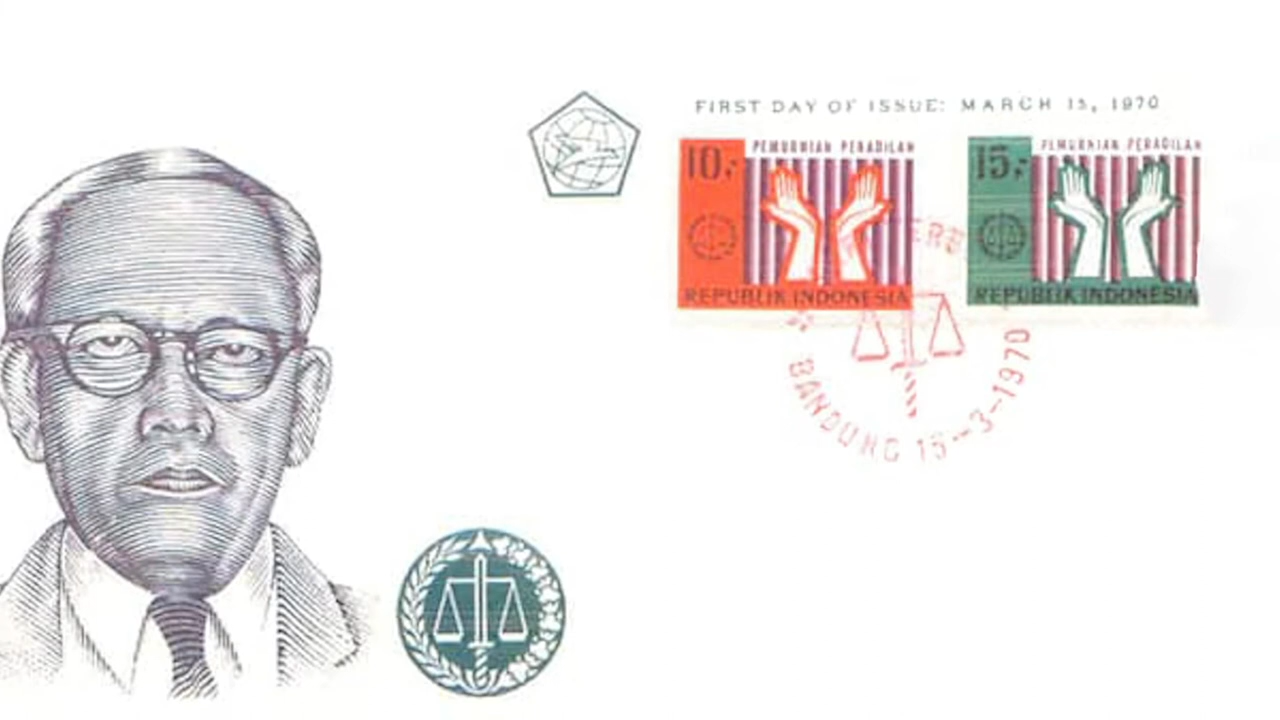 FIRST DAY OF ISSUE: MARCH 15, 1970
10,-
PEMURNIAN PERADILAN
REPUBLIK INDONESIA
15,-
PEMURNIAN PERADILAN
REPUBLIK INDONESIA
BANDUNG 15-3-1970